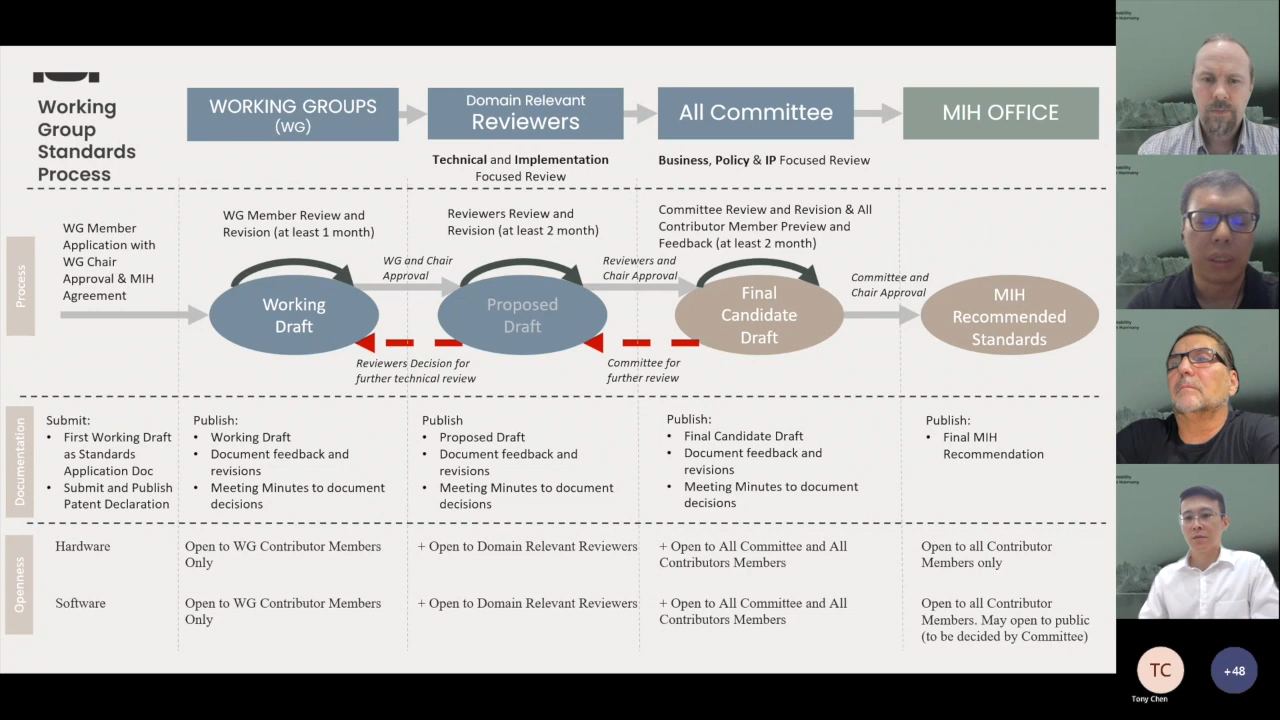 Working
Group
Standards
Process
WORKING GROUPS
(WG)
Domain Relevant
Reviewers
All Committee
MIH OFFICE
Technical and Implementation
Focused Review
Business, Policy & IP Focused Review
Process
WG Member
Application with
WG Chair
Approval & MIH
Agreement
WG Member Review and
Revision (at least 1 month)
Reviewers Review and
Revision (at least 2 month)
Committee Review and Revision & All
Contributor Member Preview and
Feedback (at least 2 month)
WG and Chair
Approval
Reviewers and
Chair Approval
Committee and
Chair Approval
Working
Draft
Proposed
Draft
Final
Candidate
Draft
MIH
Recommended
Standards
Reviewers Decision for
further technical review
Committee for
further review
Documentation
Submit:
• First Working Draft
as Standards
Application Doc
• Submit and Publish
Patent Declaration
Publish:
• Working Draft
• Document feedback and
revisions
• Meeting Minutes to document
decisions
Publish
• Proposed Draft
• Document feedback and
revisions
• Meeting Minutes to document
decisions
Publish:
• Final Candidate Draft
• Document feedback and
revisions
• Meeting Minutes to document
decisions
Publish:
• Final MIH
Recommendation
Openness
Hardware
Open to WG Contributor Members
Only
+ Open to Domain Relevant Reviewers
+ Open to All Committee and All
Contributors Members
Open to all Contributor
Members only
Software
Open to WG Contributor Members
Only
+ Open to Domain Relevant Reviewers
+ Open to All Committee and All
Contributors Members
Open to all Contributor
Members. May open to public
(to be decided by Committee)
TC
Tony Chen
+48